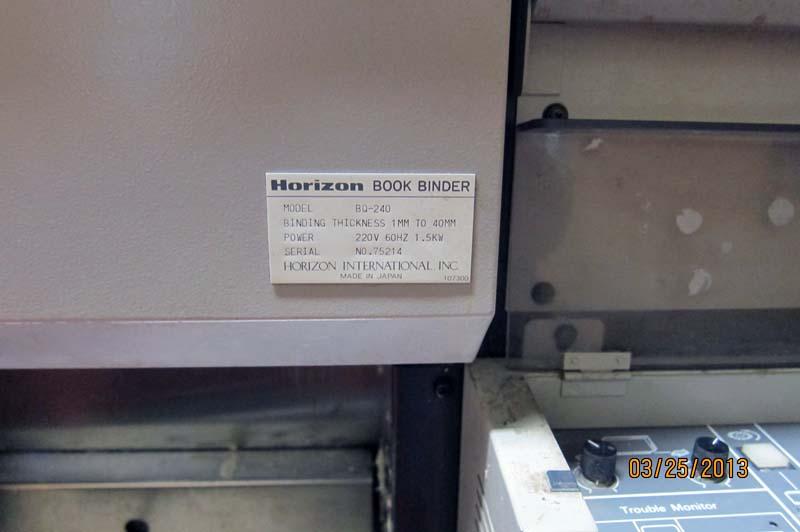 Horizon BOOK BINDER
MODEL BQ-240
BINDING THICKNESS 1MM TO 40MM
POWER 220V 60HZ 1.5KW
SERIAL NO.75214
HORIZON INTERNATIONAL INC.
MADE IN JAPAN 107300
03/25/2013
Trouble Monitor